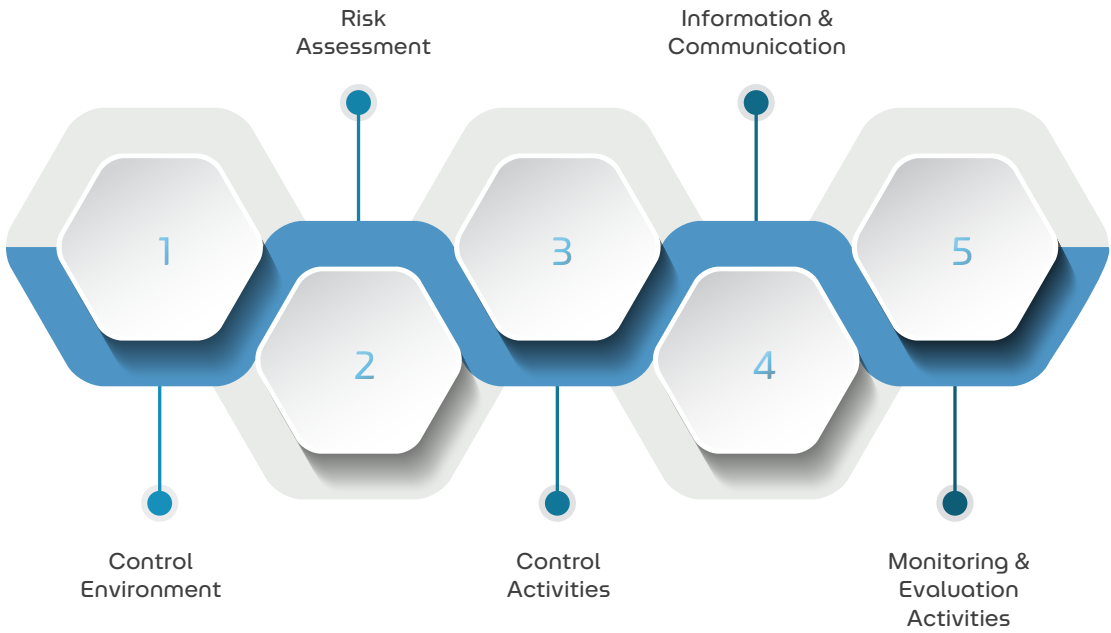 Risk
Assessment
Information &
Communication
1
2
3
4
5
Control
Environment
Control
Activities
Monitoring &
Evaluation
Activities